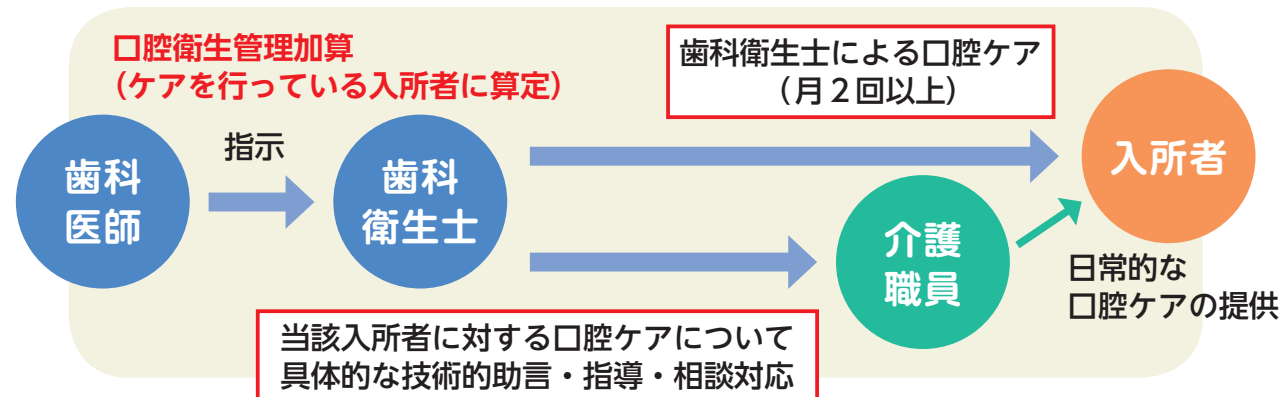 口腔衛生管理加算
（ケアを行っている入所者に算定）
歯科衛生士による口腔ケア
（月２回以上）
歯科
医師
指示
歯科
衛生士
入所者
介護
職員
日常的な
口腔ケアの提供
当該入所者に対する口腔ケアについて
具体的な技術的助言・指導・相談対応